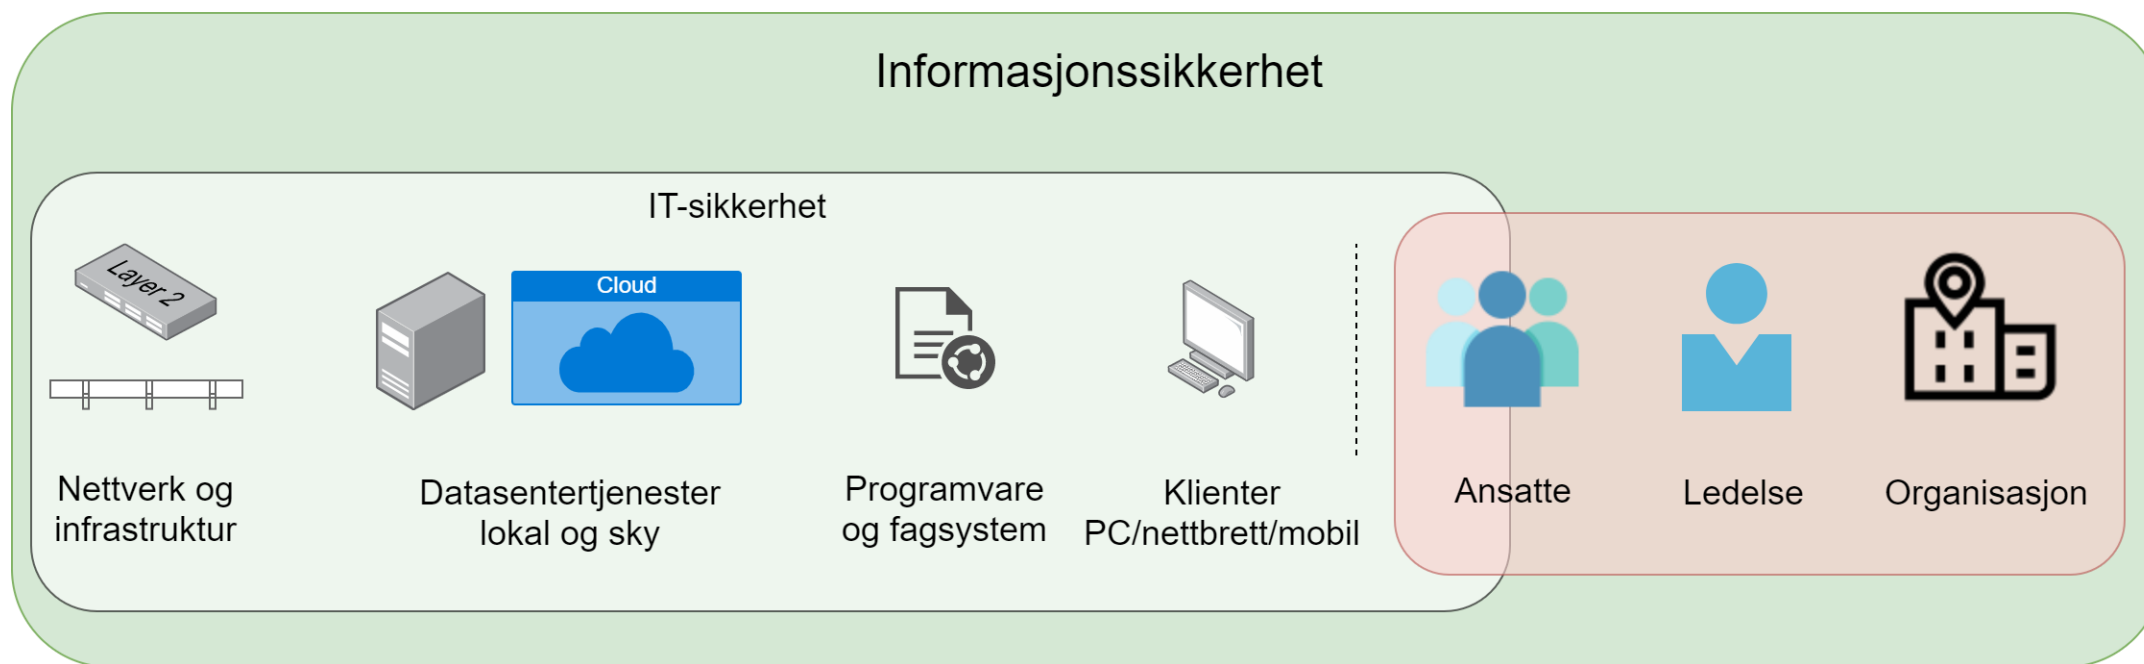 Informasjonssikkerhet
IT-sikkerhet
Layer 2
Cloud
Nettverk og
infrastruktur
Datasentertjenester
lokal og sky
Programvare
og fagsystem
Klienter
PC/nettbrett/mobil
Ansatte
Ledelse
Organisasjon